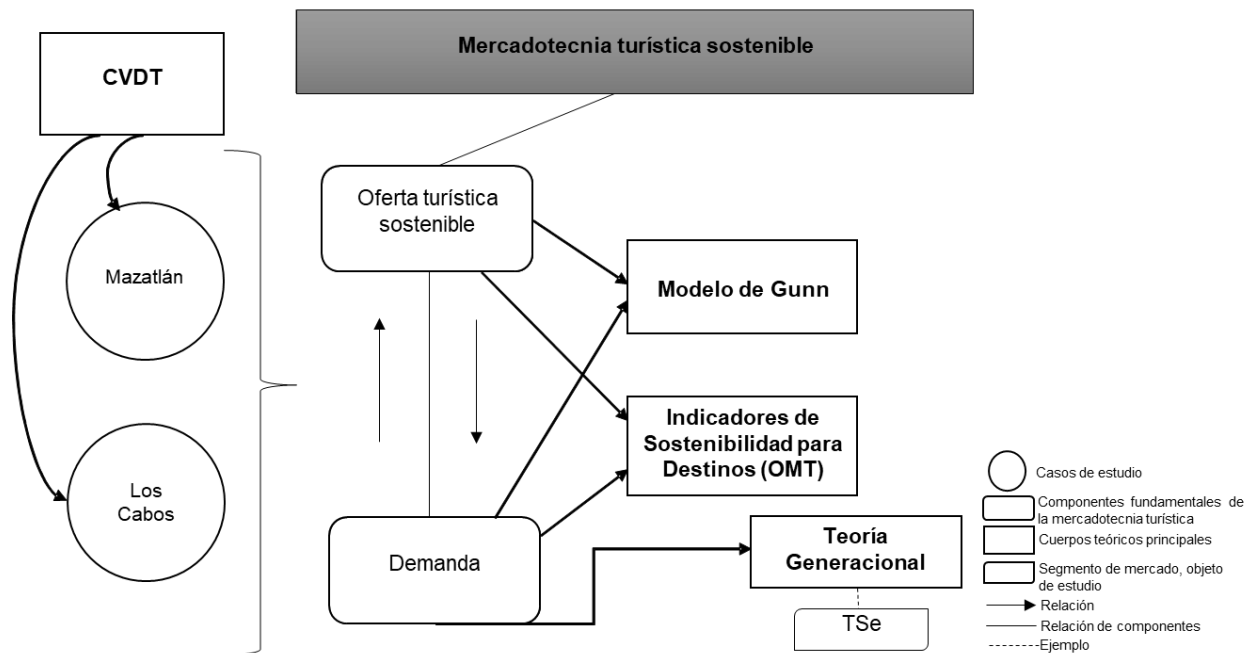 Mercadotecnia turística sostenible
CVDT
Mazatlán
Los
Cabos
Oferta turística
sostenible
Demanda
Modelo de Gunn
Indicadores de
Sostenibilidad para
Destinos (OMT)
Teoría
Generacional
TSe
Casos de estudio
Componentes fundamentales de
la mercadotecnia turística
Cuerpos teóricos principales
Segmento de mercado, objeto
de estudio
Relación
Relación de componentes
Ejemplo